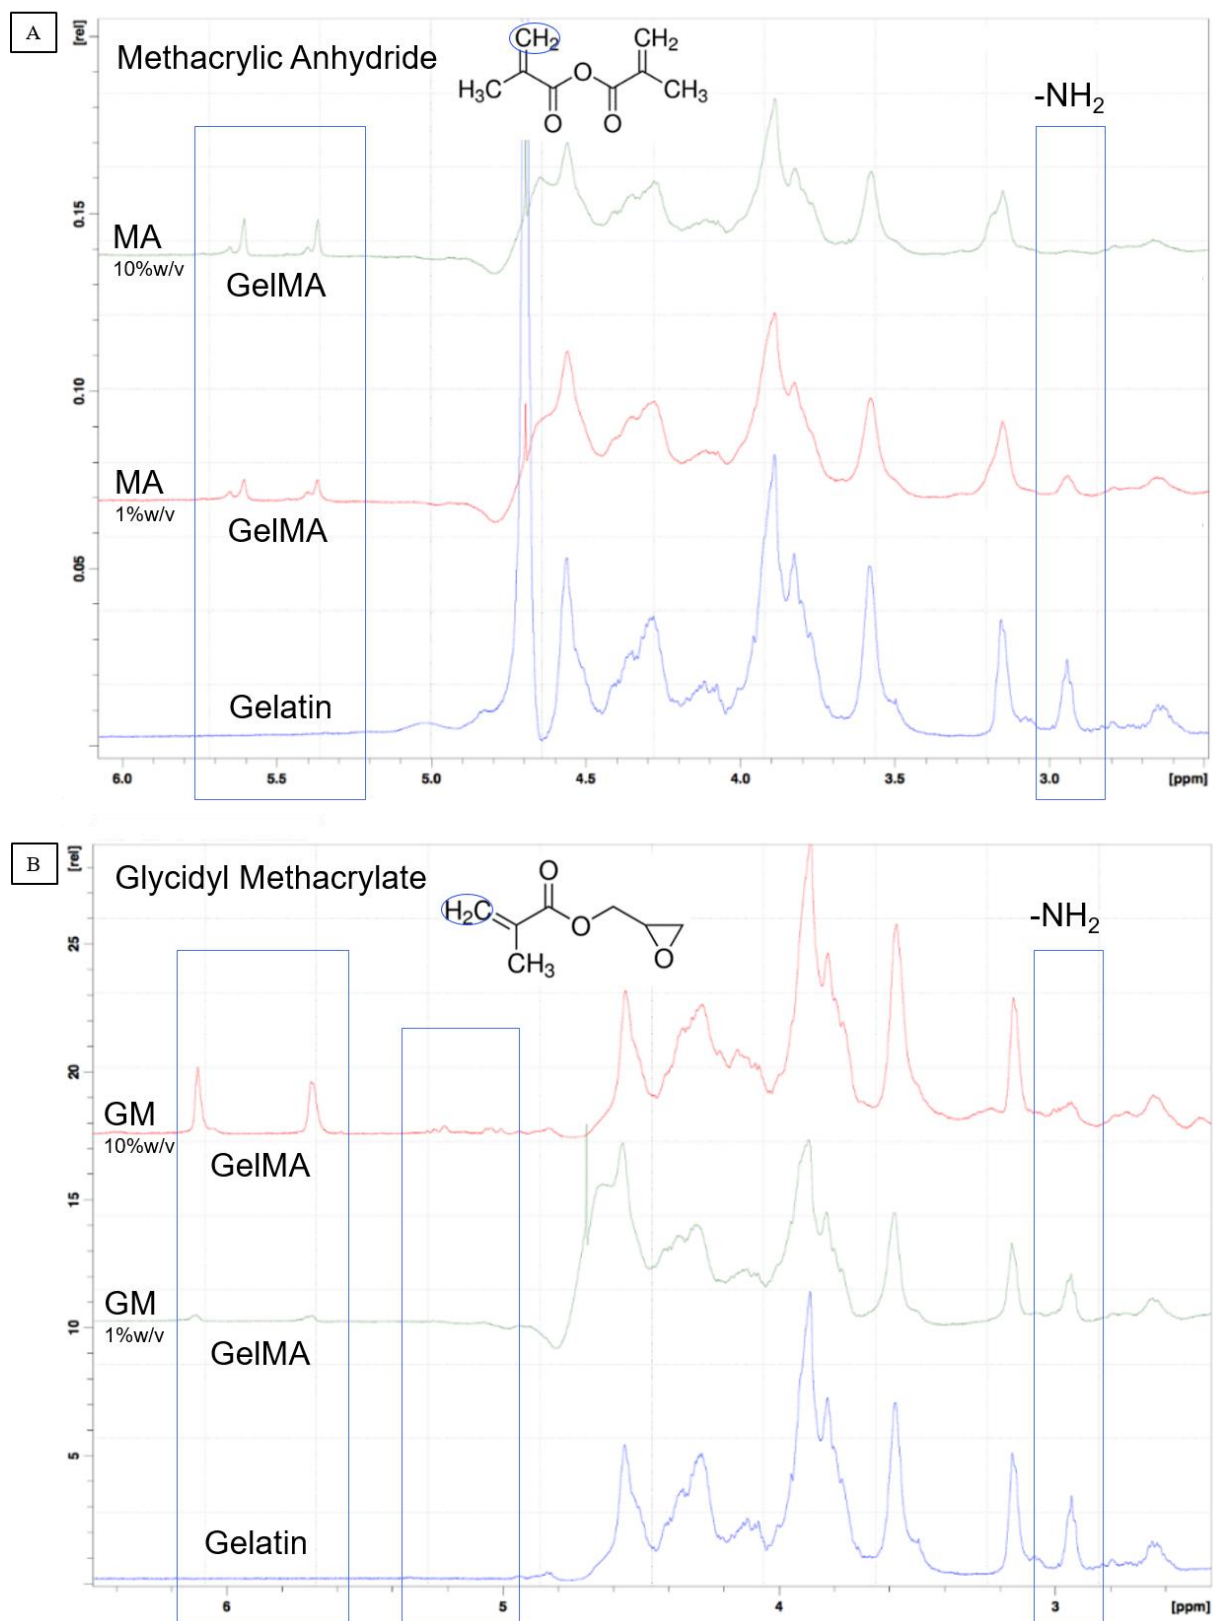 A
[rel]
Methacrylic Anhydride
CH2
CH2
O
H3C
CH3
O
O
-NH2
0.15
MA
10%w/v
GelMA
0.10
MA
1%w/v
GelMA
0.05
Gelatin
6.0 5.5 5.0 4.5 4.0 3.5 3.0 [ppm]
B
[rel]
Glycidyl Methacrylate
O
H2C
O
CH3
O
-NH2
25
20
GM
10%w/v
GelMA
15
GM
1%w/v
10
GelMA
5
Gelatin
6 5 4 3 [ppm]